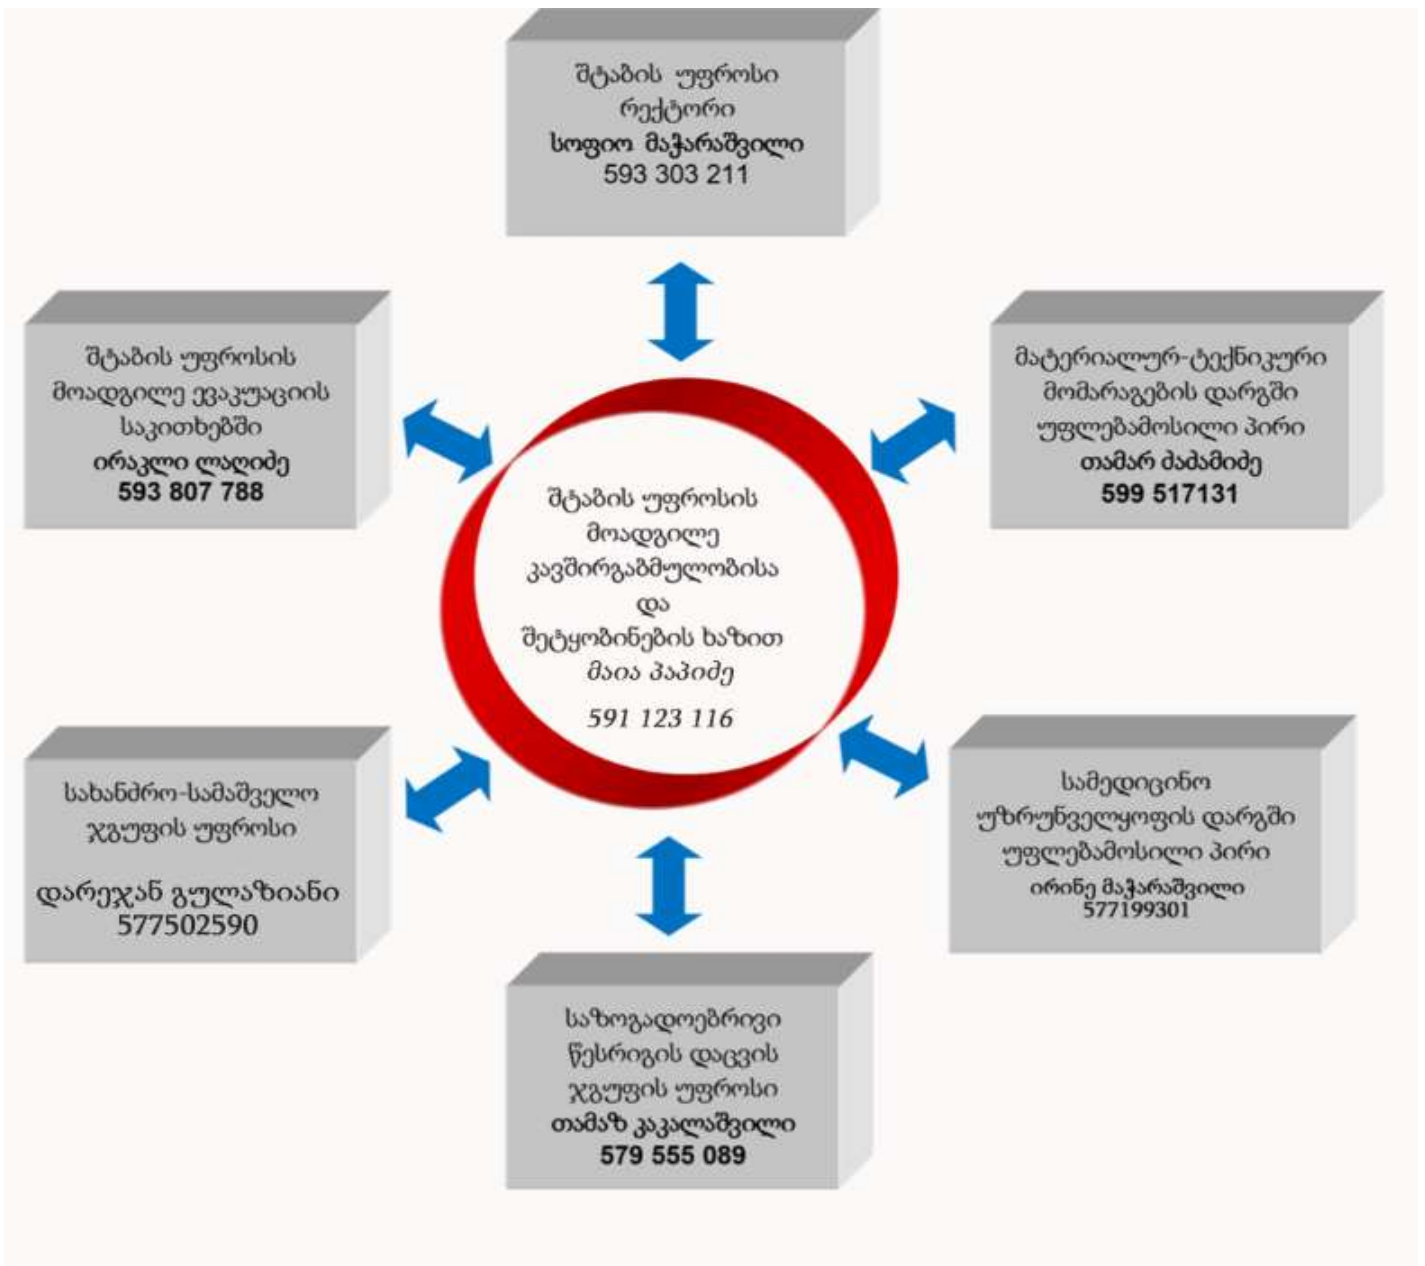 შტაბის უფროსი
რექტორი
სოფიო მაჭარაშვილი
593 303 211
შტაბის უფროსის
მოადგილე ევაკუაციის
საკითხებში
ირაკლი ლაღიძე
593 807 788
მატერიალურ-ტექნიკური
მომარაგების დარგში
უფლებამოსილი პირი
თამარ ძაძამიძე
599 517131
შტაბის უფროსის
მოადგილე
კავშირგაბმულობისა
და
შეტყობინების ხაზით
მაია პაპიძე
591 123 116
სახანძრო-სამაშველო
ჯგუფის უფროსი
დარეჯან გულაზიანი
577502590
სამედიცინო
უზრუნველყოფის დარგში
უფლებამოსილი პირი
ირინე მაჭარაშვილი
577199301
საზოგადოებრივი
წესრიგის დაცვის
ჯგუფის უფროსი
თამაზ კაკალაშვილი
579 555 089